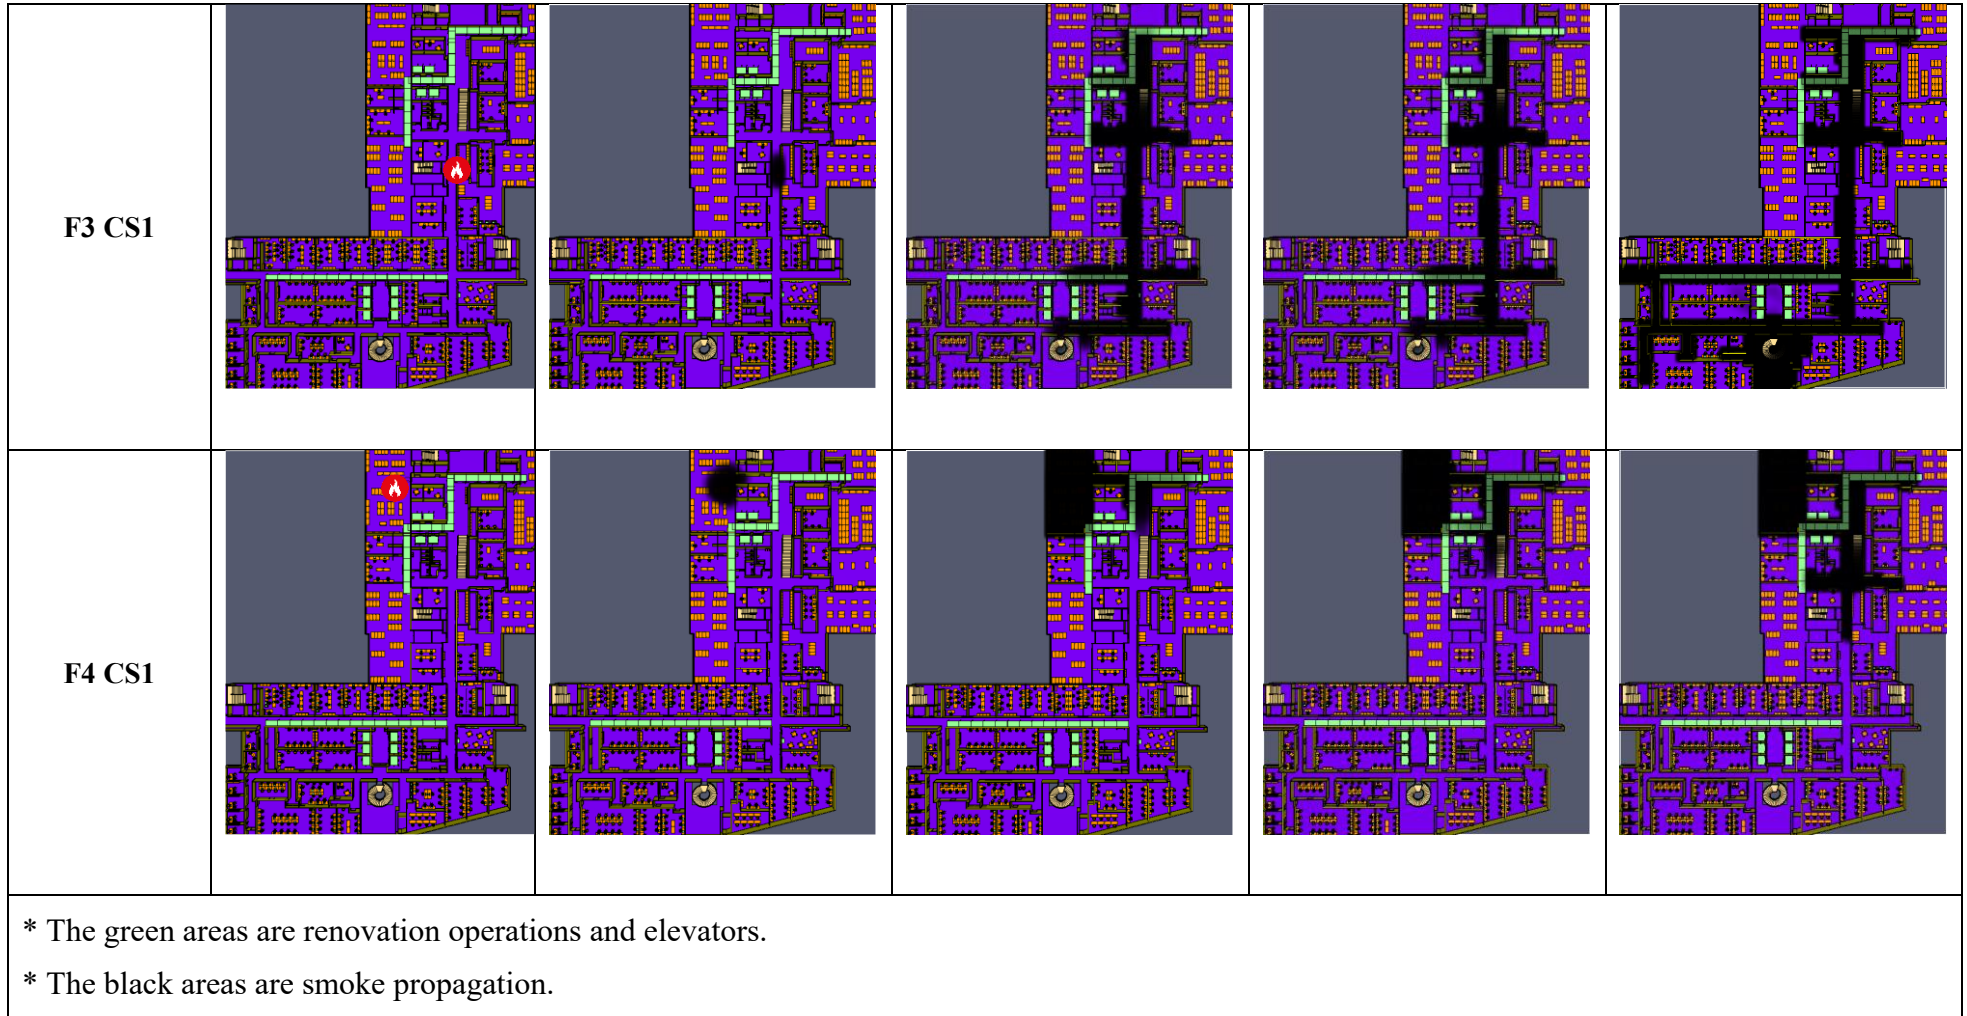 F3 CS1
F4 CS1
* The green areas are renovation operations and elevators.
* The black areas are smoke propagation.